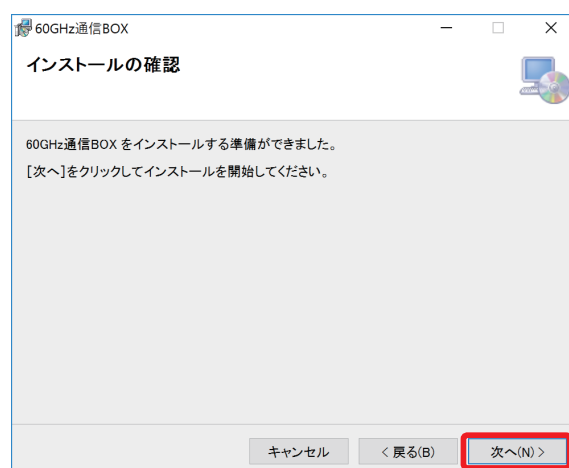 60GHz通信BOX
インストールの確認
60GHz通信BOX をインストールする準備ができました。
[次へ]をクリックしてインストールを開始してください。
キャンセル
< 戻る(B)
次へ(N) >